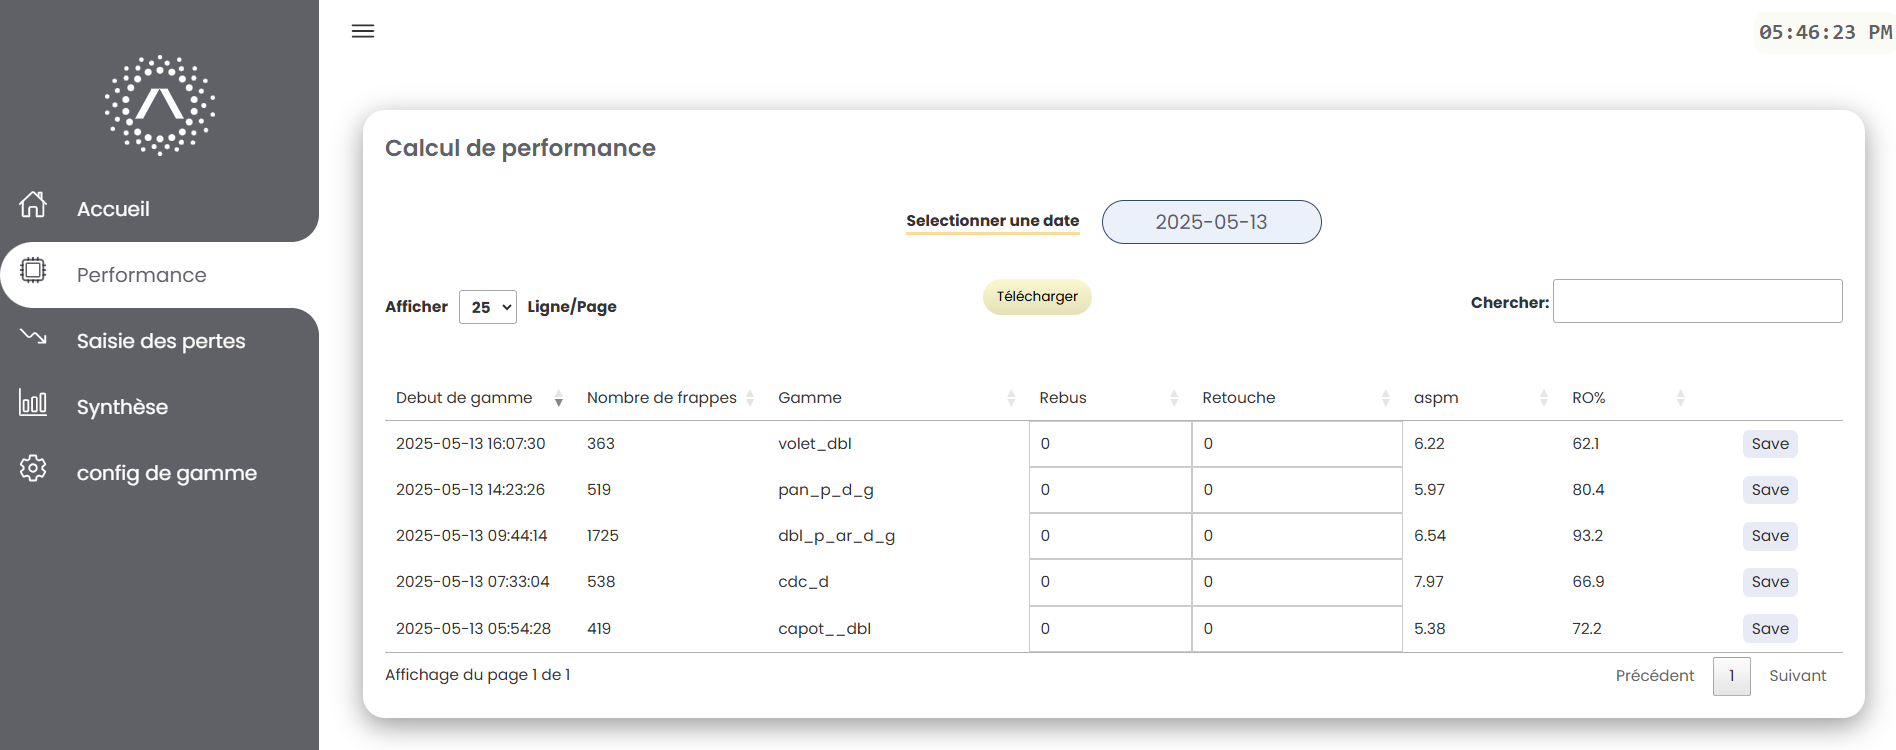 05:46:23 PM
Accueil
Performance
Saisie des pertes
Synthèse
config de gamme
Calcul de performance
Selectionner une date 2025-05-13
Afficher 25 Ligne/Page
Télécharger
Chercher:
Debut de gamme Nombre de frappes Gamme Rebus Retouche aspm RO%
2025-05-13 16:07:30 363 volet_dbl 0 0 6.22 62.1 Save
2025-05-13 14:23:26 519 pan_p_d_g 0 0 5.97 80.4 Save
2025-05-13 09:44:14 1725 dbl_p_ar_d_g 0 0 6.54 93.2 Save
2025-05-13 07:33:04 538 cdc_d 0 0 7.97 66.9 Save
2025-05-13 05:54:28 419 capot__dbl 0 0 5.38 72.2 Save
Affichage du page 1 de 1
Précédent 1 Suivant